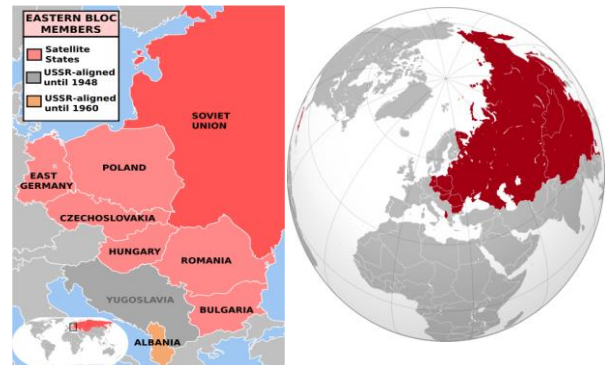 EASTERN BLOC
MEMBERS
Satellite
States
USSR-aligned
until 1948
USSR-aligned
until 1960
SOVIET
UNION
POLAND
EAST
GERMANY
CZECHOSLOVAKIA
HUNGARY
ROMANIA
YUGOSLAVIA
BULGARIA
ALBANIA